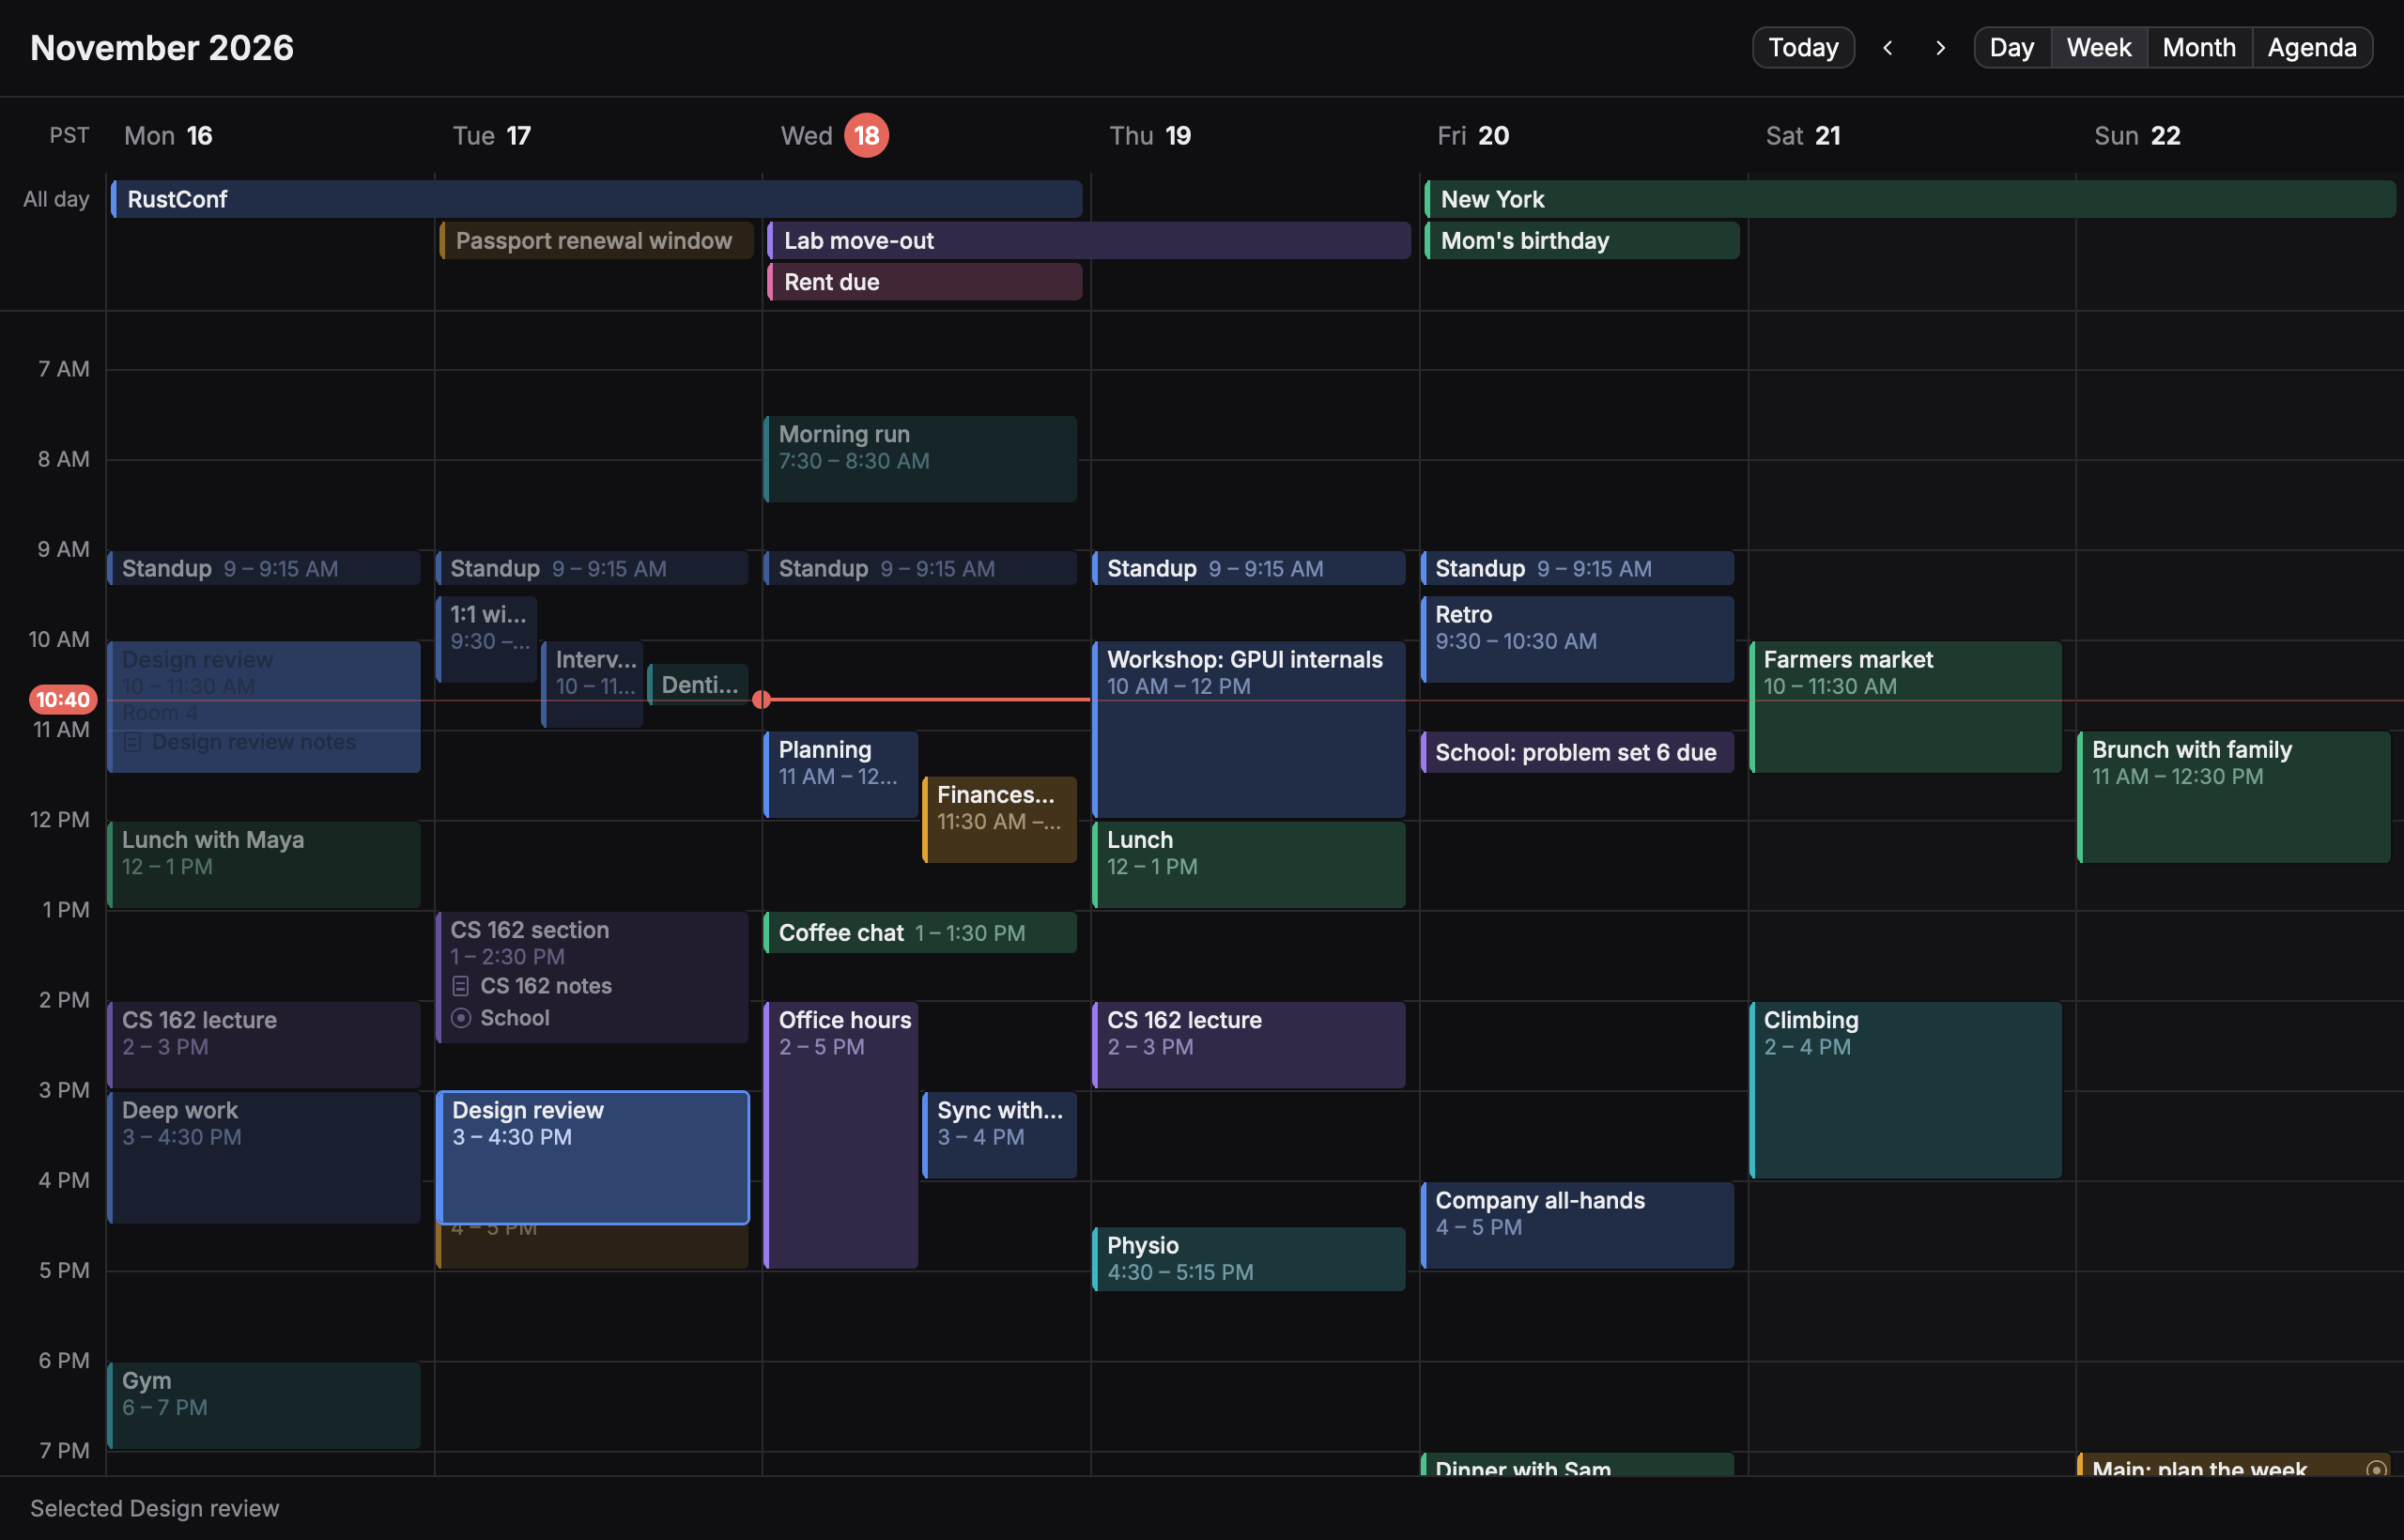 November 2026
Today
Day Week Month Agenda
PST
Mon 16
Tue 17
Wed 18
Thu 19
Fri 20
Sat 21
Sun 22
All day
RustConf
New York
Passport renewal window
Lab move-out
Mom's birthday
Rent due
7 AM
8 AM
9 AM
10 AM
10:40
11 AM
12 PM
1 PM
2 PM
3 PM
4 PM
5 PM
6 PM
7 PM
Standup 9 – 9:15 AM
Design review
10 – 11:30 AM
Room 4
Design review notes
Lunch with Maya
12 – 1 PM
CS 162 lecture
2 – 3 PM
Deep work
3 – 4:30 PM
Gym
6 – 7 PM
Standup 9 – 9:15 AM
1:1 wi...
9:30 –...
Interv...
10 – 11...
Denti...
CS 162 section
1 – 2:30 PM
CS 162 notes
School
Design review
3 – 4:30 PM
4 – 5 PM
Morning run
7:30 – 8:30 AM
Standup 9 – 9:15 AM
Planning
11 AM – 12...
Finances...
11:30 AM –...
Coffee chat 1 – 1:30 PM
Office hours
2 – 5 PM
Sync with...
3 – 4 PM
Standup 9 – 9:15 AM
Workshop: GPUI internals
10 AM – 12 PM
Lunch
12 – 1 PM
CS 162 lecture
2 – 3 PM
Physio
4:30 – 5:15 PM
Standup 9 – 9:15 AM
Retro
9:30 – 10:30 AM
School: problem set 6 due
Company all-hands
4 – 5 PM
Dinner with Sam
Farmers market
10 – 11:30 AM
Climbing
2 – 4 PM
Brunch with family
11 AM – 12:30 PM
Main: plan the week
Selected Design review